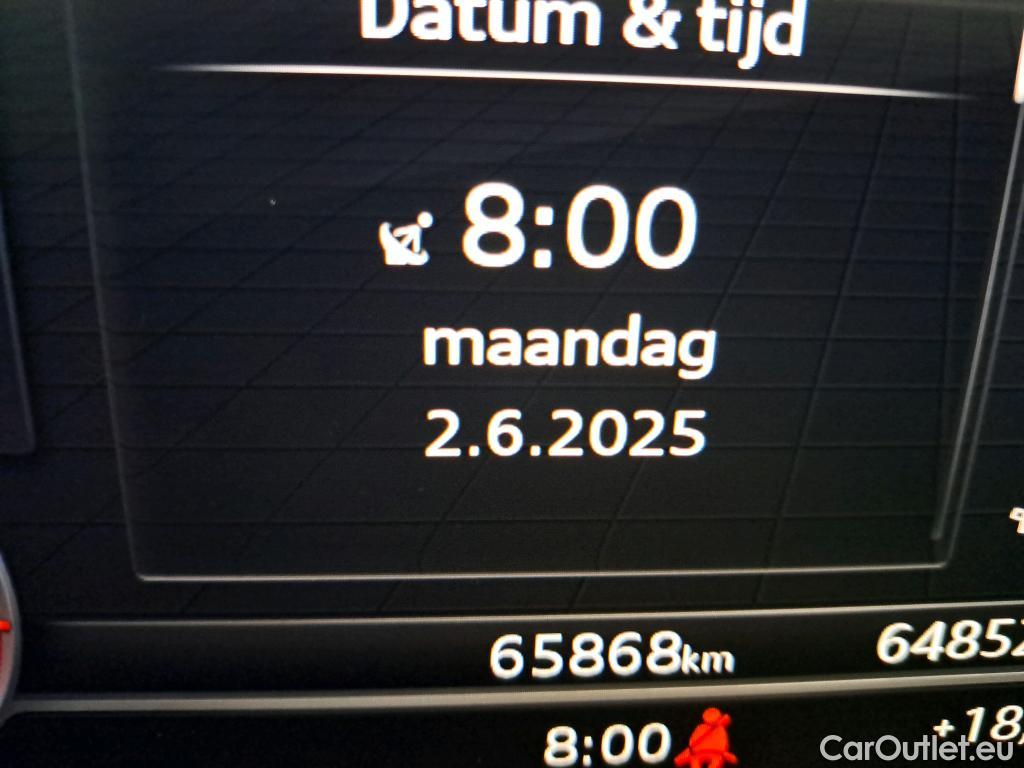 Datum & tijd
8:00
maandag
2.6.2025
65868km
8:00
CarOutlet.eu